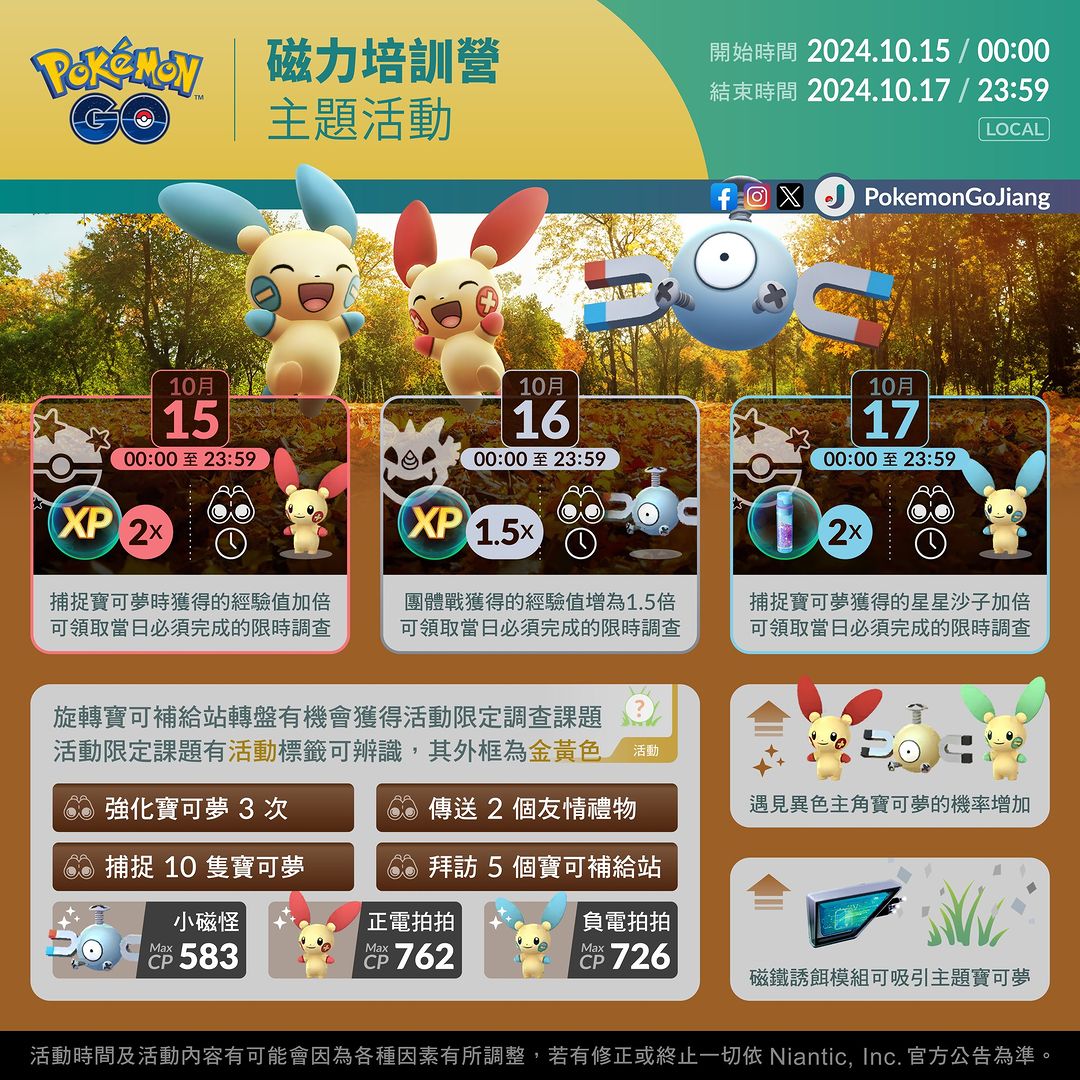 Pokémon GO TM
磁力培訓營
主題活動
開始時間 2024.10.15 / 00:00
結束時間 2024.10.17 / 23:59
LOCAL
PokemonGoJiang
10月
15
00:00 至 23:59
XP 2x
捕捉寶可夢時獲得的經驗值加倍
可領取當日必須完成的限時調查
10月
16
00:00 至 23:59
XP 1.5x
團體戰獲得的經驗值增為1.5倍
可領取當日必須完成的限時調查
10月
17
00:00 至 23:59
2x
捕捉寶可夢獲得的星星沙子加倍
可領取當日必須完成的限時調查
旋轉寶可補給站轉盤有機會獲得活動限定調查課題
活動限定課題有活動標籤可辨識，其外框為金黃色
?
活動
強化寶可夢 3 次
傳送 2 個友情禮物
捕捉 10 隻寶可夢
拜訪 5 個寶可補給站
小磁怪
Max CP 583
正電拍拍
Max CP 762
負電拍拍
Max CP 726
遇見異色主角寶可夢的機率增加
磁鐵誘餌模組可吸引主題寶可夢
活動時間及活動內容有可能會因為各種因素有所調整，若有修正或終止一切依 Niantic, Inc. 官方公告為準。